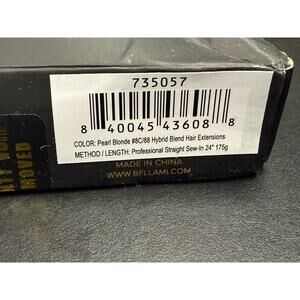 735057
8 40045 43608 8
COLOR: Pearl Blonde #8C/88 Hybrid Blend Hair Extensions
METHOD / LENGTH: Professional Straight Sew-In 24" 175g
MADE IN CHINA
WWW.BELLAMI.COM